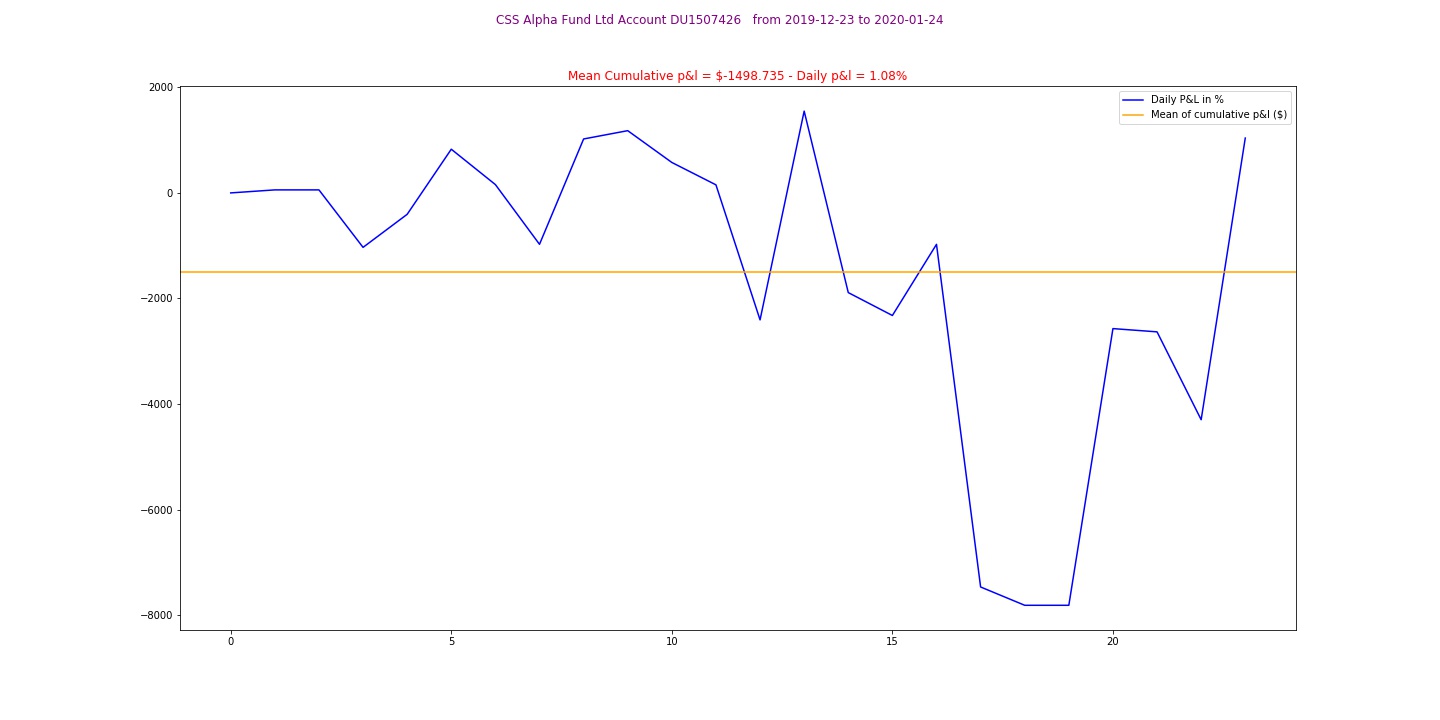 CSS Alpha Fund Ltd Account DU1507426   from 2019-12-23 to 2020-01-24
Mean Cumulative p&l = $-1498.735 - Daily p&l = 1.08%
Daily P&L in %
Mean of cumulative p&l ($)
2000
0
−2000
−4000
−6000
−8000
0 5 10 15 20